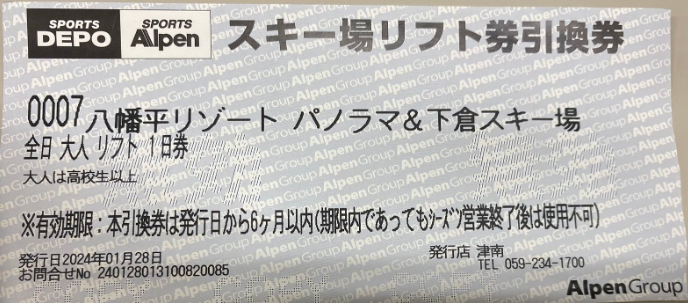 SPORTS DEPO SPORTS Alpen スキー場リフト券引換券
0007 八幡平リゾート パノラマ&下倉スキー場
全日 大人 リフト 1日券
大人は高校生以上
※有効期限:本引換券は発行日から6ヶ月以内(期限内であってもシーズン営業終了後は使用不可)
発行日2024年01月28日 発行店 津南
お問合せNo 240128013100820085 TEL 059-234-1700
AlpenGroup